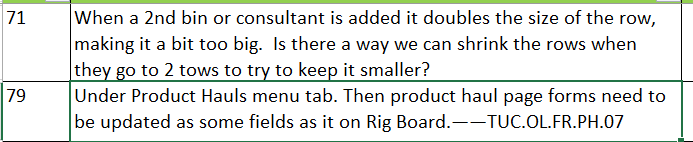 71 When a 2nd bin or consultant is added it doubles the size of the row,
making it a bit too big.  Is there a way we can shrink the rows when
they go to 2 tows to try to keep it smaller?
79 Under Product Hauls menu tab. Then product haul page forms need to
be updated as some fields as it on Rig Board.——TUC.OL.FR.PH.07